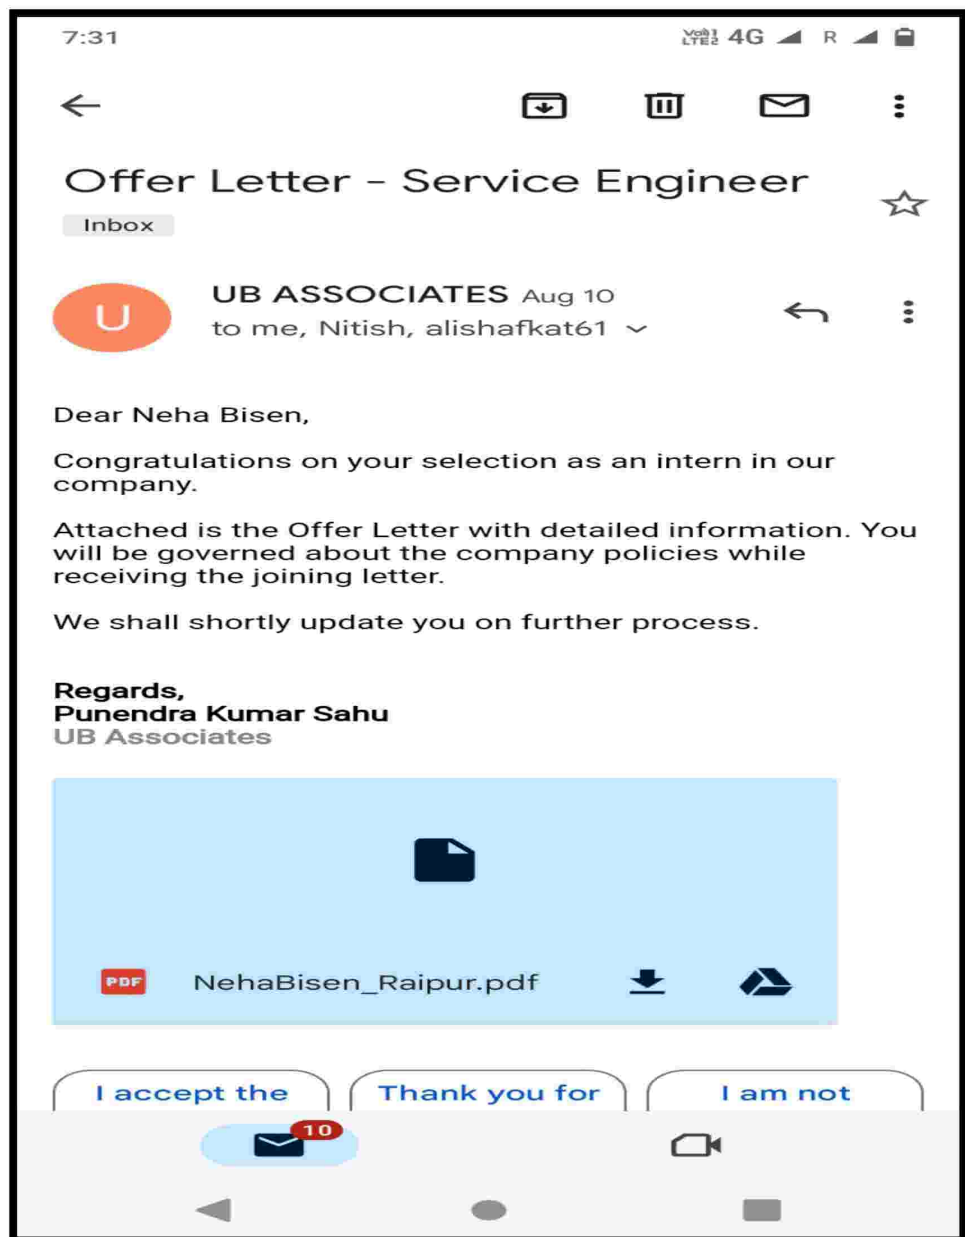 7:31 4G R
Offer Letter - Service Engineer
Inbox
U
UB ASSOCIATES Aug 10
to me, Nitish, alishafkat61
Dear Neha Bisen,
Congratulations on your selection as an intern in our
company.
Attached is the Offer Letter with detailed information. You
will be governed about the company policies while
receiving the joining letter.
We shall shortly update you on further process.
Regards,
Punendra Kumar Sahu
UB Associates
PDF NehaBisen_Raipur.pdf
I accept the Thank you for I am not
10